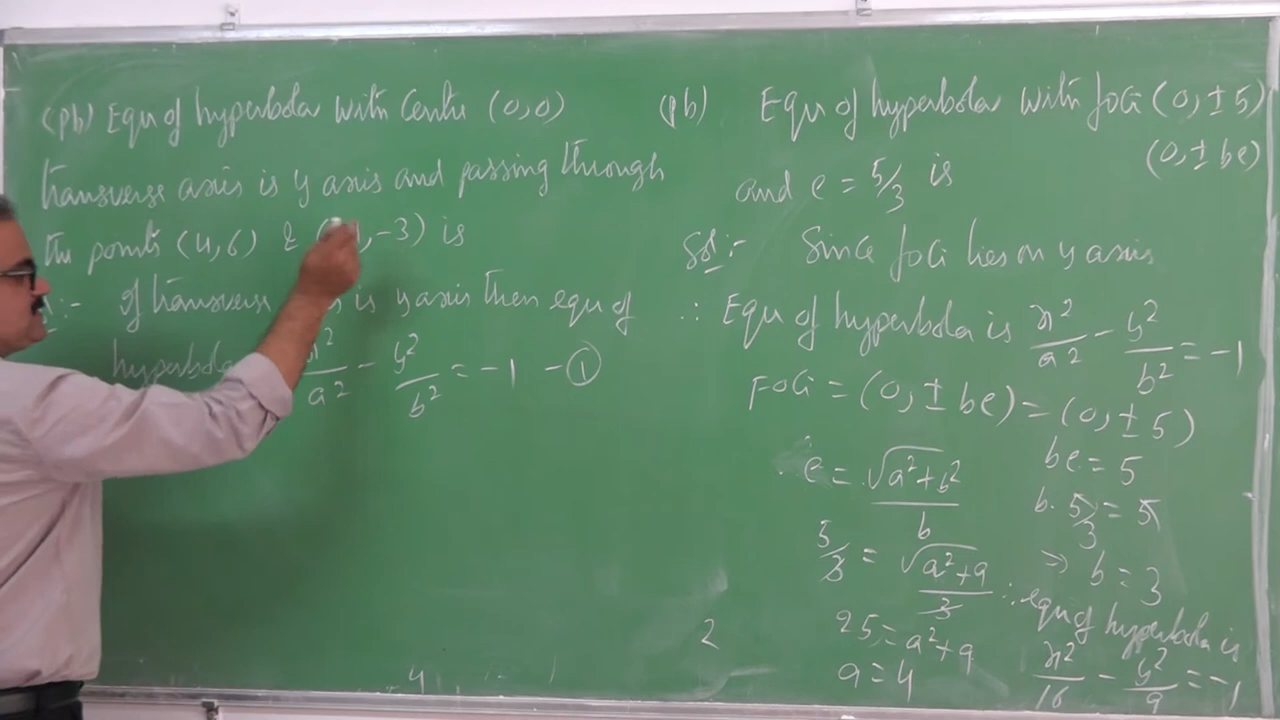 (Pb) Equ of hyperbola with Centre (0,0)
transverse axis is y axis and passing through
the points (4,6) & ,-3) is
:- If transverse is y axis then equ of
hyperbola x²/a² - y²/b² = -1 - ①
4
2
(Pb) Equ of hyperbola with foci (0, ± 5)
(0, ± be)
and e = 5/3 is
Sol:- Since foci lies on y axis
∴ Equ of hyperbola is x²/a² - y²/b² = -1
Foci = (0, ± be) = (0, ± 5)
e = √(a²+b²)/b
5/3 = √(a²+9)/3
25 = a²+9
a = 4
be = 5
b. 5/3 = 5
⇒ b = 3
∴ equ of hyperbola is
x²/16 - y²/9 = -1